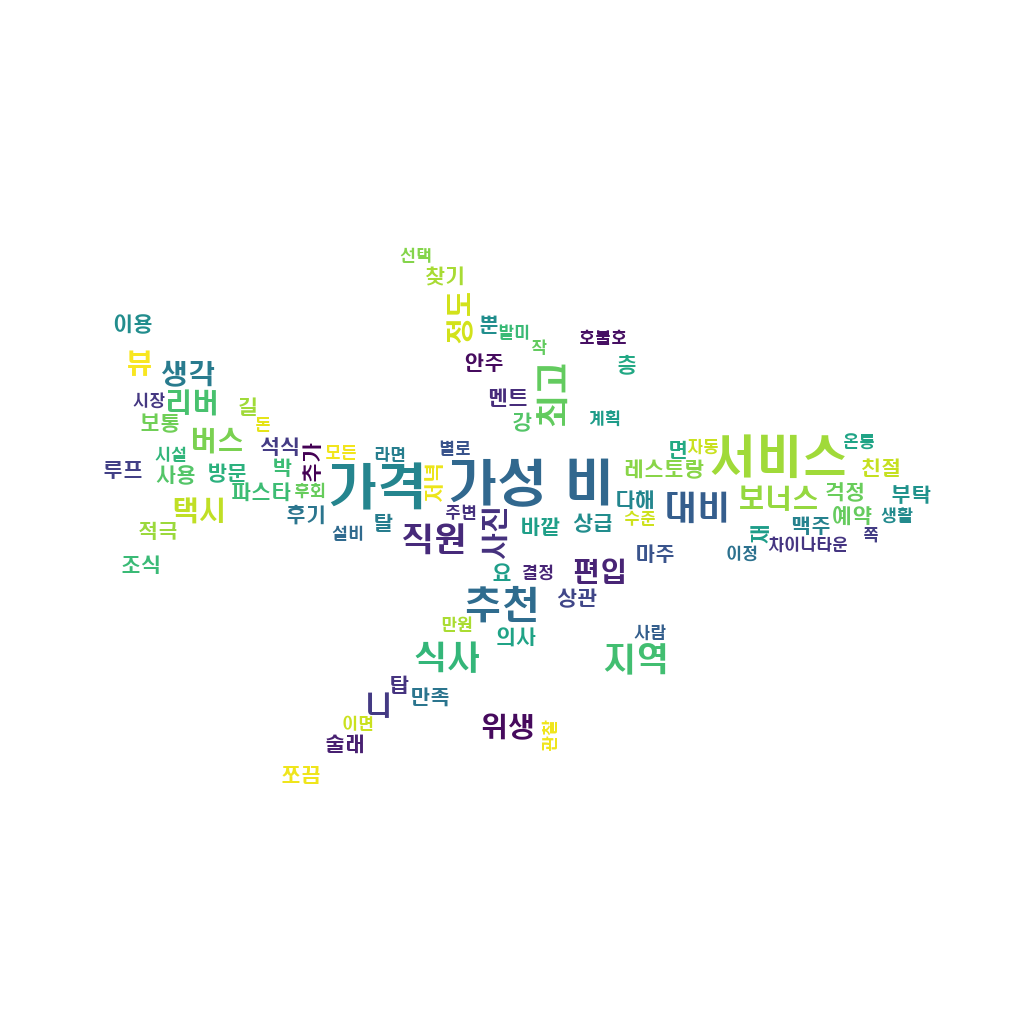 선택
찾기
정도
뿐
발미
이용
호불호
작
층
뷰
안주
생각
최고
시장
리버
길
멘트
보통
돈
강
계획
버스
석식
추가
모든
라면
별로
가성 비
면
자동
서비스
온통
시설
루프
사용
방문
박
가격
저녁
레스토랑
친절
파스타
후회
다해
대비
보너스
걱정
부탁
택시
후기
주변
상급
수준
예약
생활
적극
설비
탈
직원
사진
바깥
재
맥주
쪽
조식
요
결정
편입
마주
이정
차이나타운
추천
상관
만원
의사
사람
식사
지역
탑
니
만족
이면
위생
관찰
술래
쪼끔